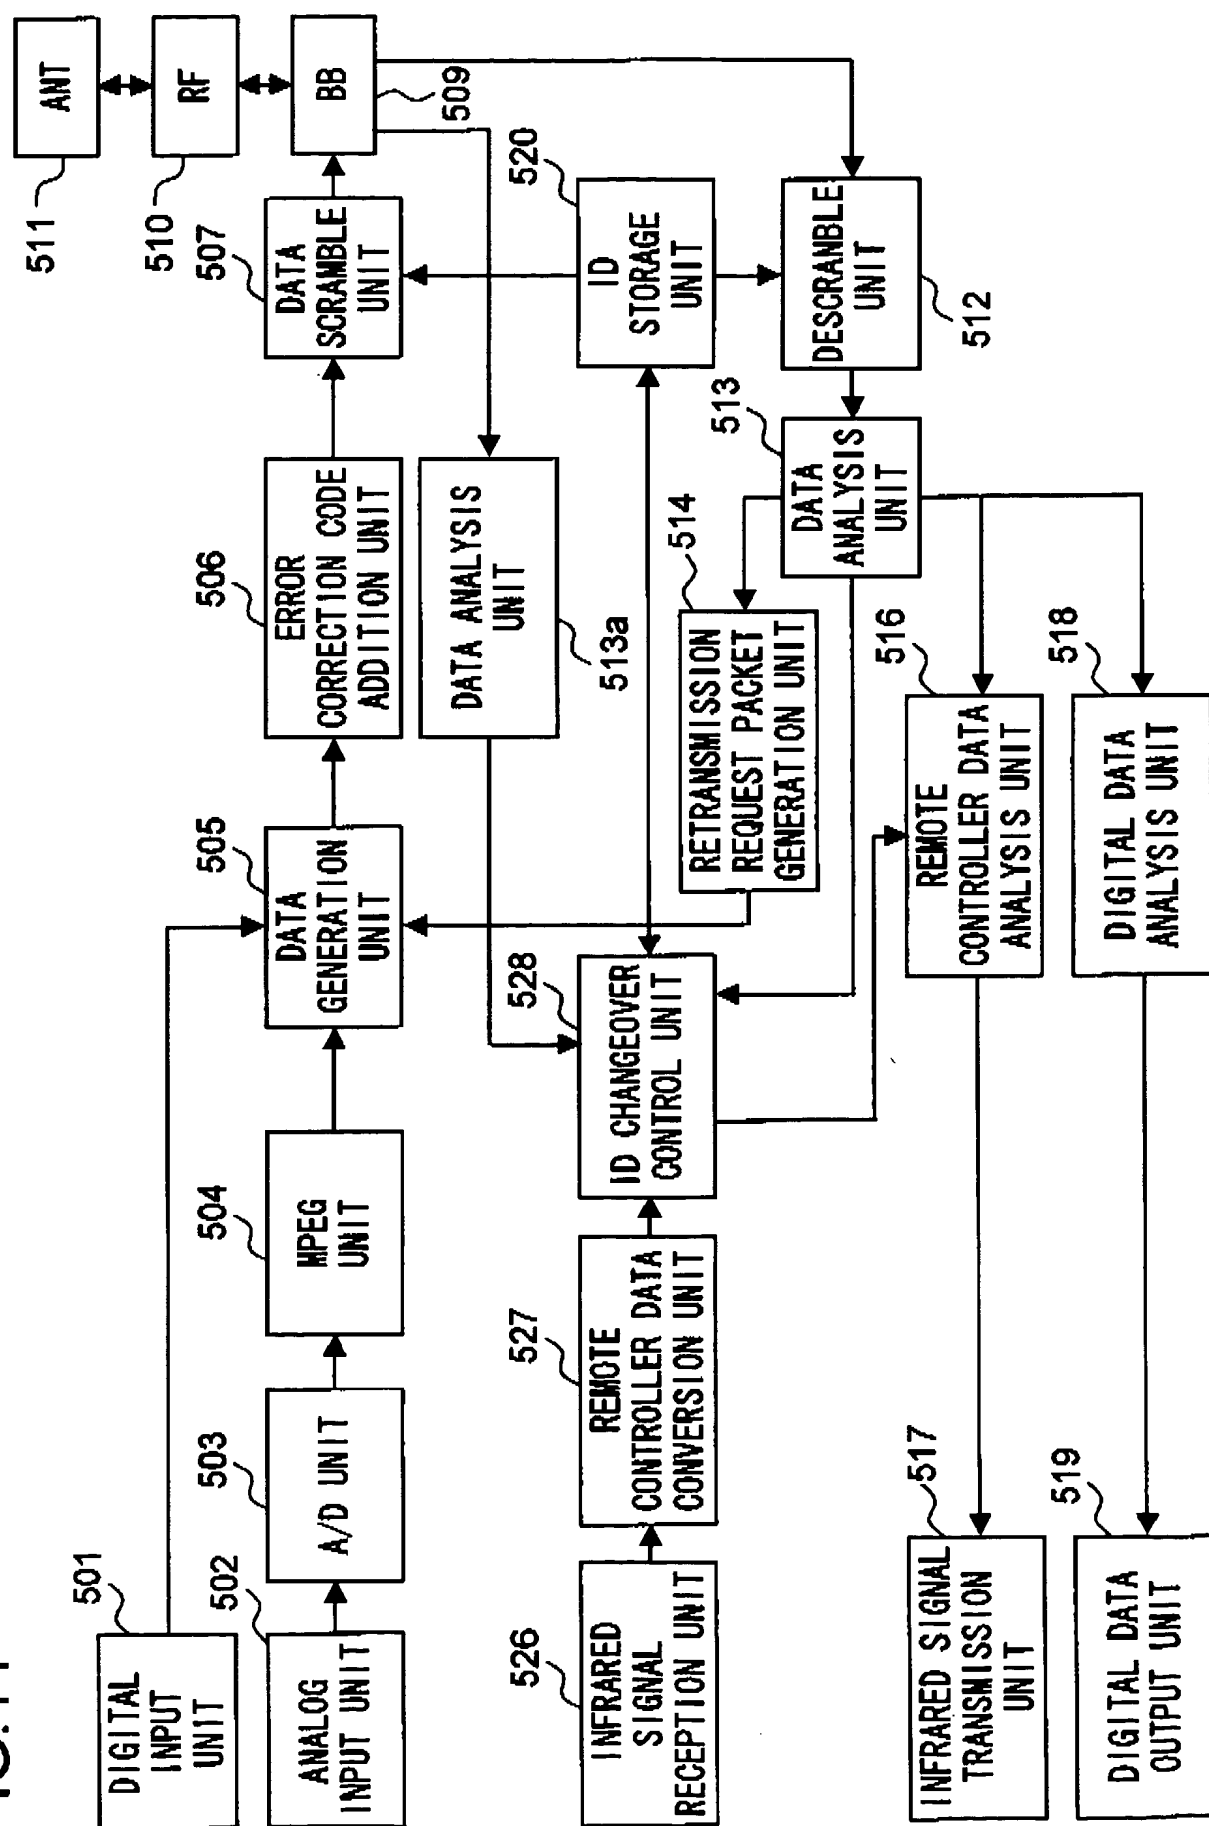 DIGITAL
INPUT
UNIT
501
ANALOG
INPUT UNIT
502
A/D UNIT
503
MPEG
UNIT
504
DATA
GENERATION
UNIT
505
ERROR
CORRECTION CODE
ADDITION UNIT
506
DATA
SCRAMBLE
UNIT
507
BB
509
RF
510
ANT
511
DATA ANALYSIS
UNIT
513a
INFRARED
SIGNAL
RECEPTION UNIT
526
REMOTE
CONTROLLER DATA
CONVERSION UNIT
527
ID CHANGEOVER
CONTROL UNIT
528
ID
STORAGE
UNIT
520
RETRANSMISSION
REQUEST PACKET
GENERATION UNIT
514
DATA
ANALYSIS
UNIT
513
DESCRANBLE
UNIT
512
INFRARED SIGNAL
TRANSMISSION
UNIT
517
REMOTE
CONTROLLER DATA
ANALYSIS UNIT
516
DIGITAL DATA
OUTPUT UNIT
519
DIGITAL DATA
ANALYSIS UNIT
518